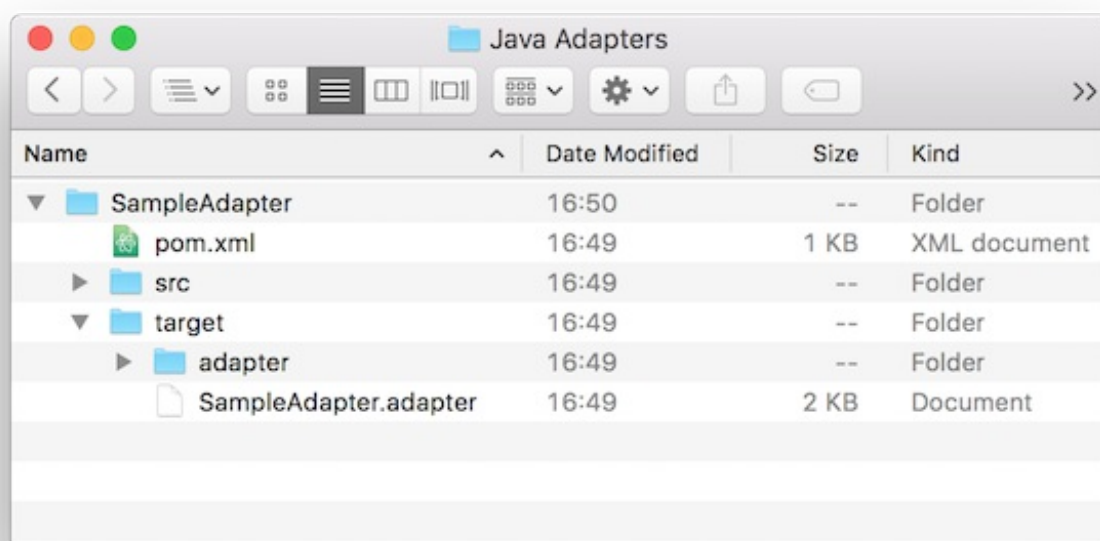 Java Adapters
Name Date Modified Size Kind
SampleAdapter 16:50 -- Folder
pom.xml 16:49 1 KB XML document
src 16:49 -- Folder
target 16:49 -- Folder
adapter 16:49 -- Folder
SampleAdapter.adapter 16:49 2 KB Document